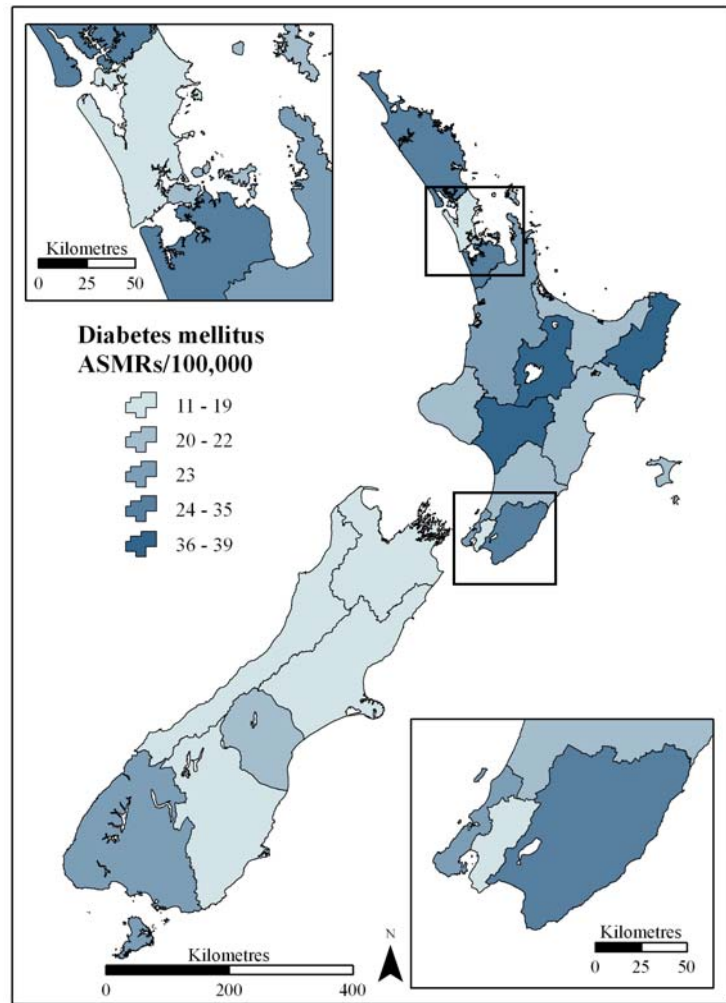 Kilometres
0 25 50
Diabetes mellitus
ASMRs/100,000
11 - 19
20 - 22
23
24 - 35
36 - 39
Kilometres
0 200 400
N
Kilometres
0 25 50